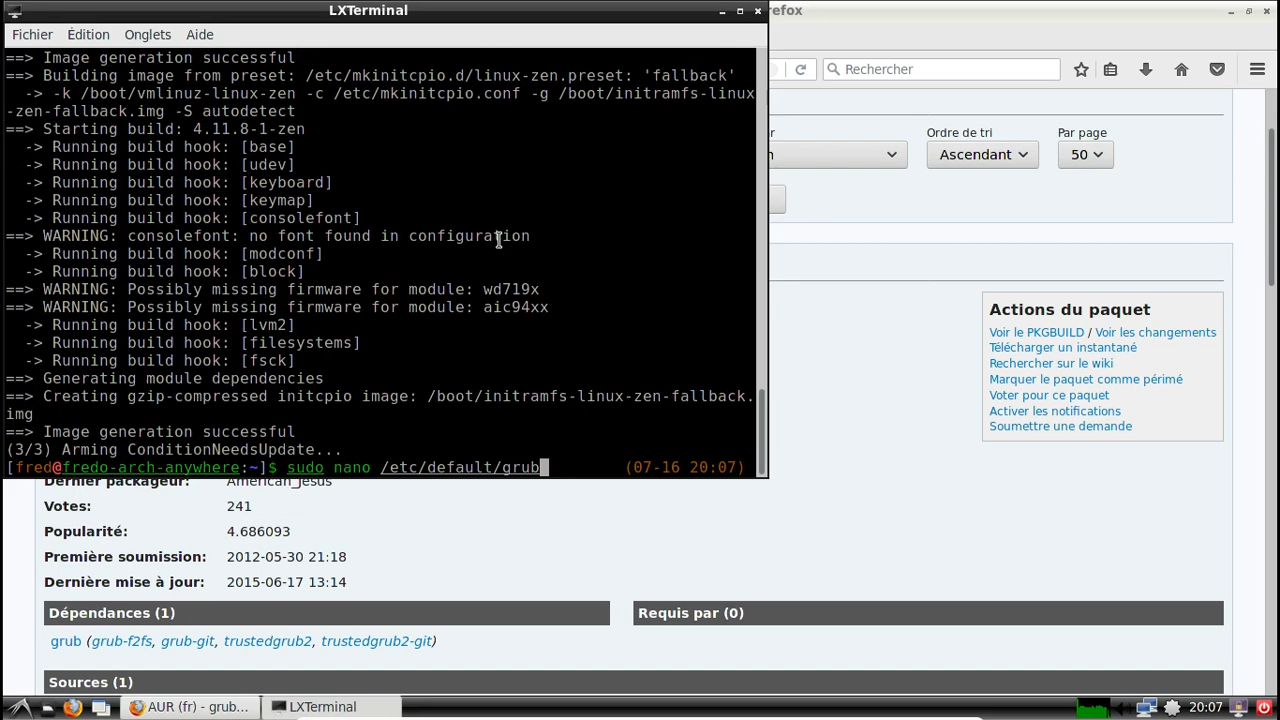 LXTerminal
refox
Fichier Édition Onglets Aide
==> Image generation successful
==> Building image from preset: /etc/mkinitcpio.d/linux-zen.preset: 'fallback'
-> -k /boot/vmlinuz-linux-zen -c /etc/mkinitcpio.conf -g /boot/initramfs-linux
-zen-fallback.img -S autodetect
==> Starting build: 4.11.8-1-zen
-> Running build hook: [base]
-> Running build hook: [udev]
-> Running build hook: [keyboard]
-> Running build hook: [keymap]
-> Running build hook: [consolefont]
==> WARNING: consolefont: no font found in configuration
-> Running build hook: [modconf]
-> Running build hook: [block]
==> WARNING: Possibly missing firmware for module: wd719x
==> WARNING: Possibly missing firmware for module: aic94xx
-> Running build hook: [lvm2]
-> Running build hook: [filesystems]
-> Running build hook: [fsck]
==> Generating module dependencies
==> Creating gzip-compressed initcpio image: /boot/initramfs-linux-zen-fallback.
img
==> Image generation successful
(3/3) Arming ConditionNeedsUpdate...
[fred@fredo-arch-anywhere:~]$ sudo nano /etc/default/grub (07-16 20:07)
Rechercher
Ordre de tri
Par page
Ascendant
50
Actions du paquet
Voir le PKGBUILD / Voir les changements
Télécharger un instantané
Rechercher sur le wiki
Marquer le paquet comme périmé
Voter pour ce paquet
Activer les notifications
Soumettre une demande
Dernier packageur: American_Jesus
Votes: 241
Popularité: 4.686093
Première soumission: 2012-05-30 21:18
Dernière mise à jour: 2015-06-17 13:14
Dépendances (1)
Requis par (0)
grub (grub-f2fs, grub-git, trustedgrub2, trustedgrub2-git)
Sources (1)
AUR (fr) - grub...
LXTerminal
20:07